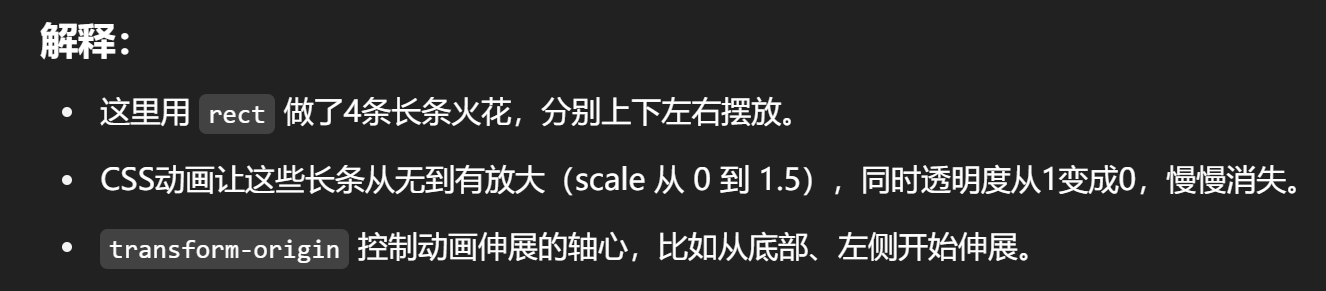 解释：
这里用 rect 做了4条长条火花，分别上下左右摆放。
CSS动画让这些长条从无到有放大（scale 从 0 到 1.5），同时透明度从1变成0，慢慢消失。
transform-origin 控制动画伸展的轴心，比如从底部、左侧开始伸展。